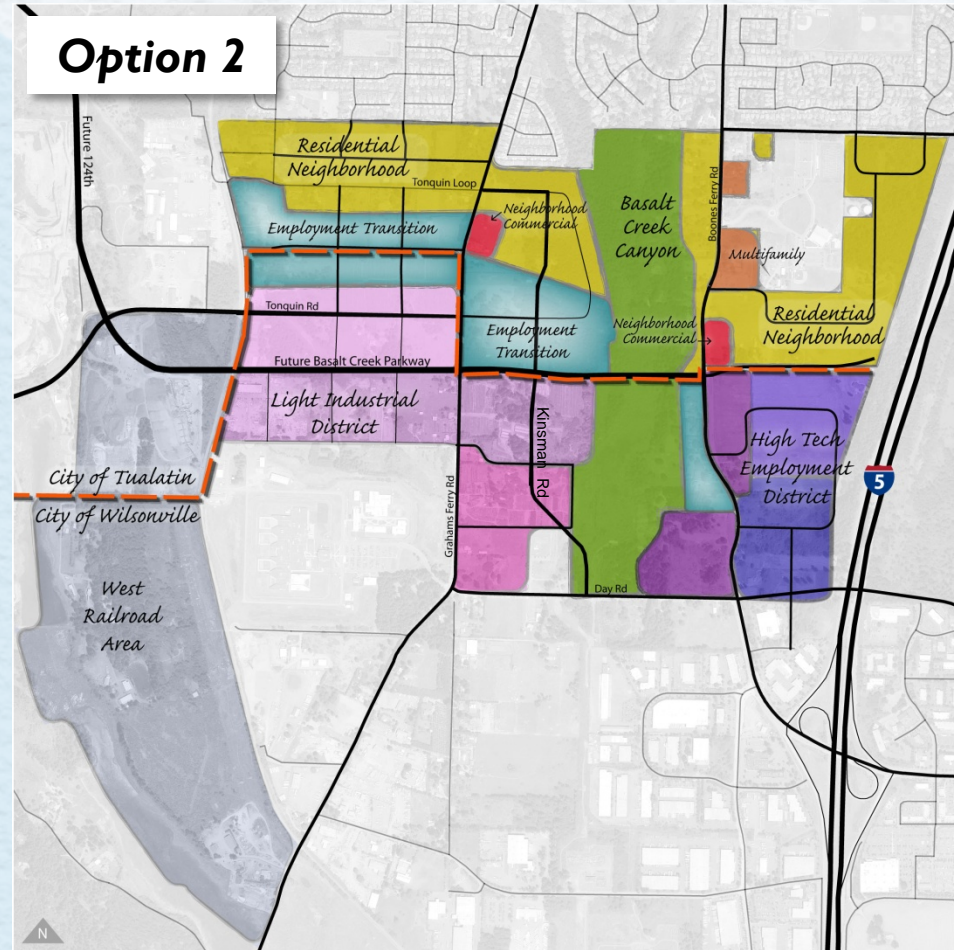 Option 2
Future 124th
Residential
Neighborhood
Tonquin Loop
Neighborhood
Commercial
Employment Transition
Basalt
Creek
Canyon
Boones Ferry Rd
Multifamily
Tonquin Rd
Employment
Transition
Neighborhood
Commercial
Residential
Neighborhood
Future Basalt Creek Parkway
Light Industrial
District
Kinsman Rd
High Tech
Employment
District
City of Tualatin
City of Wilsonville
Grahams Ferry Rd
5
West
Railroad
Area
Day Rd
N